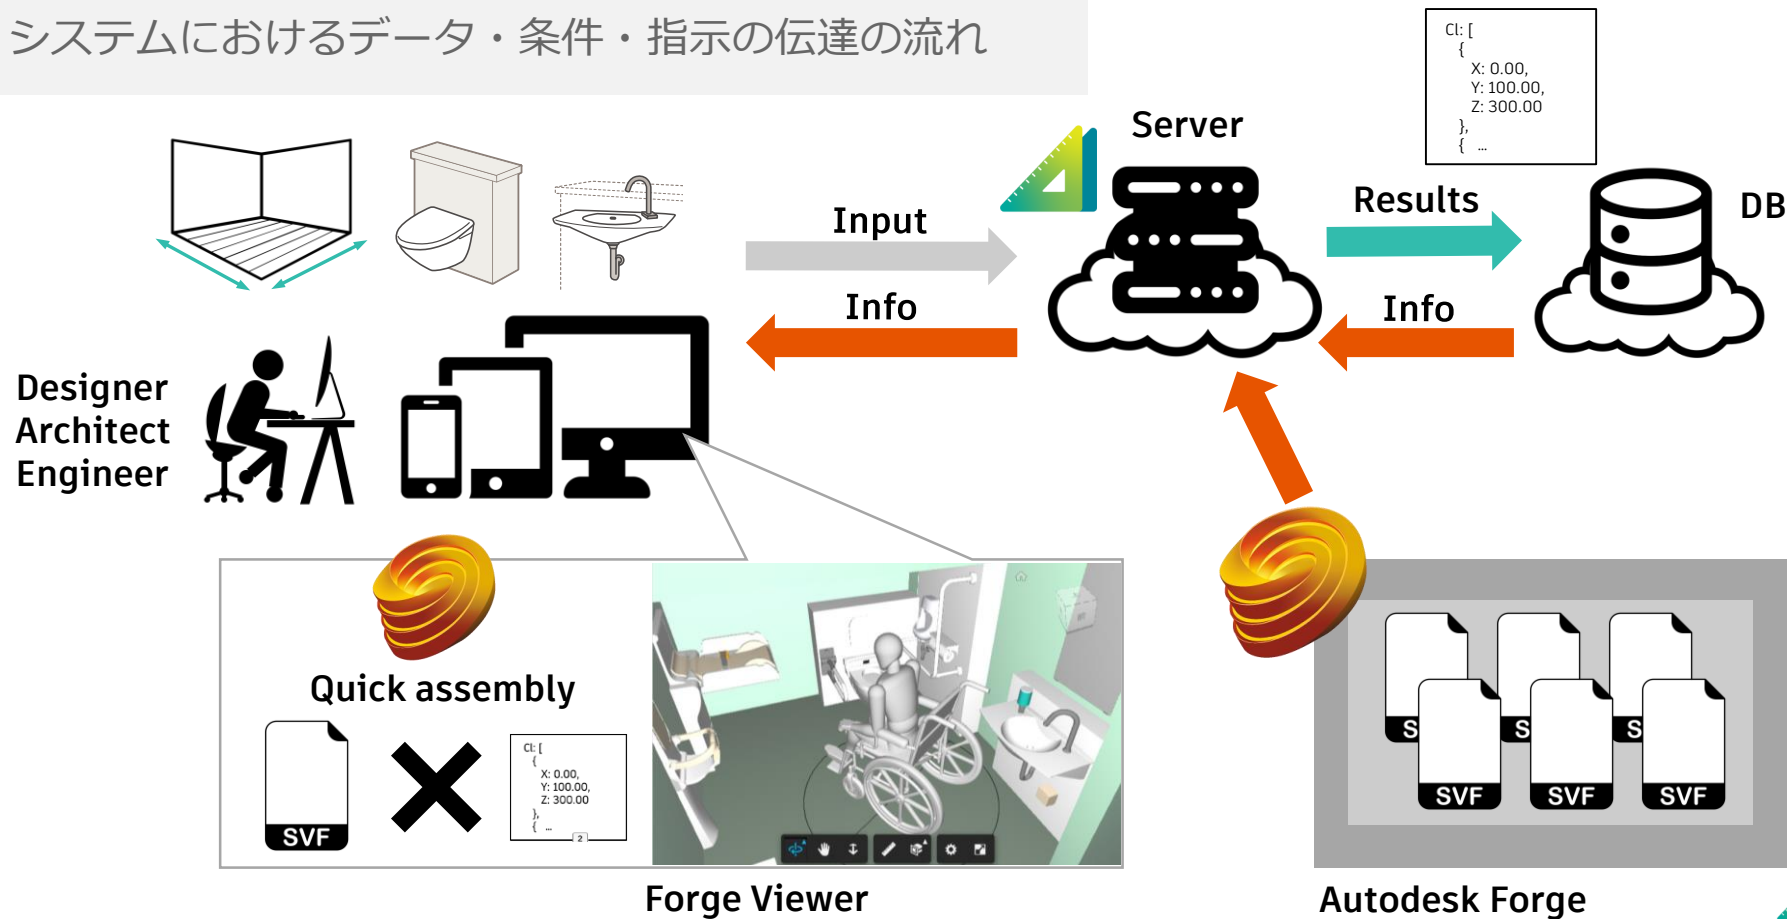 システムにおけるデータ・条件・指示の伝達の流れ
Cl: [
{
X: 0.00,
Y: 100.00,
Z: 300.00
},
{ ...
Server
Input
Results
DB
Info
Info
Designer
Architect
Engineer
Quick assembly
SVF
Cl: [
{
X: 0.00,
Y: 100.00,
Z: 300.00
},
{ ...
2
S
S
S
SVF
SVF
SVF
Forge Viewer
Autodesk Forge